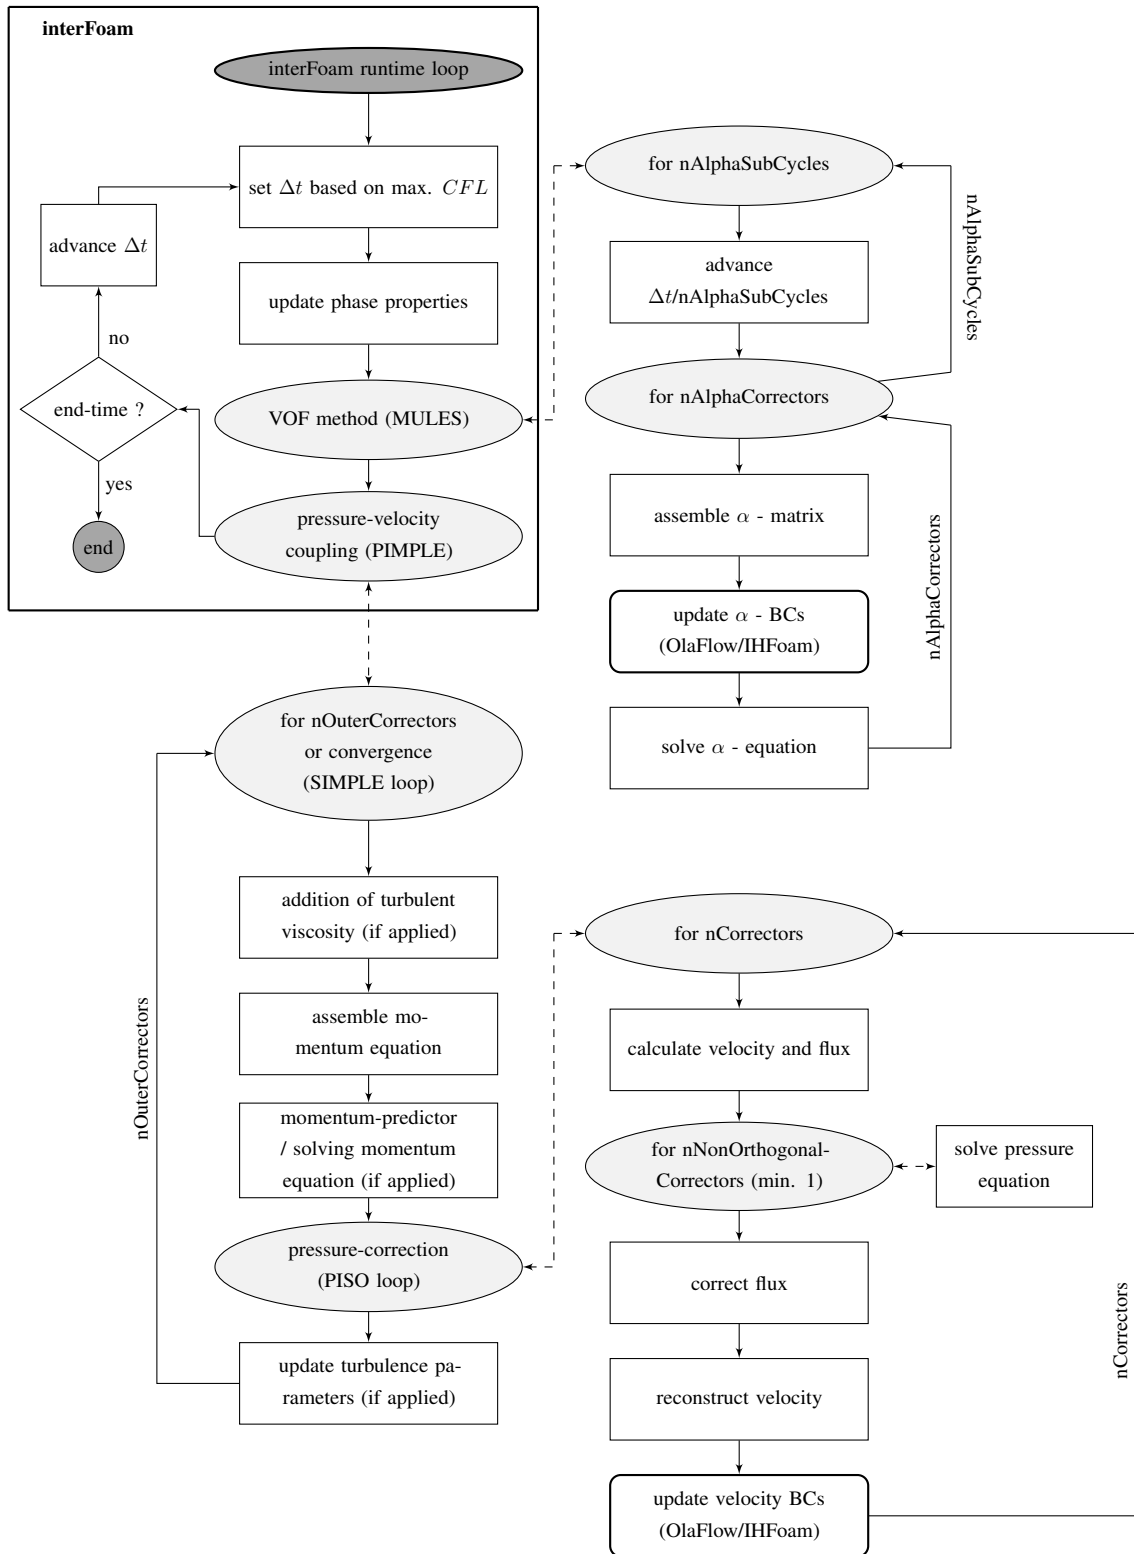 interFoam
interFoam runtime loop
set Δt based on max. CFL
advance Δt
update phase properties
no
end-time ?
VOF method (MULES)
yes
pressure-velocity
coupling (PIMPLE)
end
for nAlphaSubCycles
advance
Δt/nAlphaSubCycles
nAlphaSubCycles
for nAlphaCorrectors
assemble α - matrix
update α - BCs
(OlaFlow/IHFoam)
solve α - equation
nAlphaCorrectors
for nOuterCorrectors
or convergence
(SIMPLE loop)
addition of turbulent
viscosity (if applied)
assemble mo-
mentum equation
momentum-predictor
/ solving momentum
equation (if applied)
pressure-correction
(PISO loop)
update turbulence pa-
rameters (if applied)
nOuterCorrectors
for nCorrectors
calculate velocity and flux
for nNonOrthogonal-
Correctors (min. 1)
solve pressure
equation
correct flux
reconstruct velocity
update velocity BCs
(OlaFlow/IHFoam)
nCorrectors